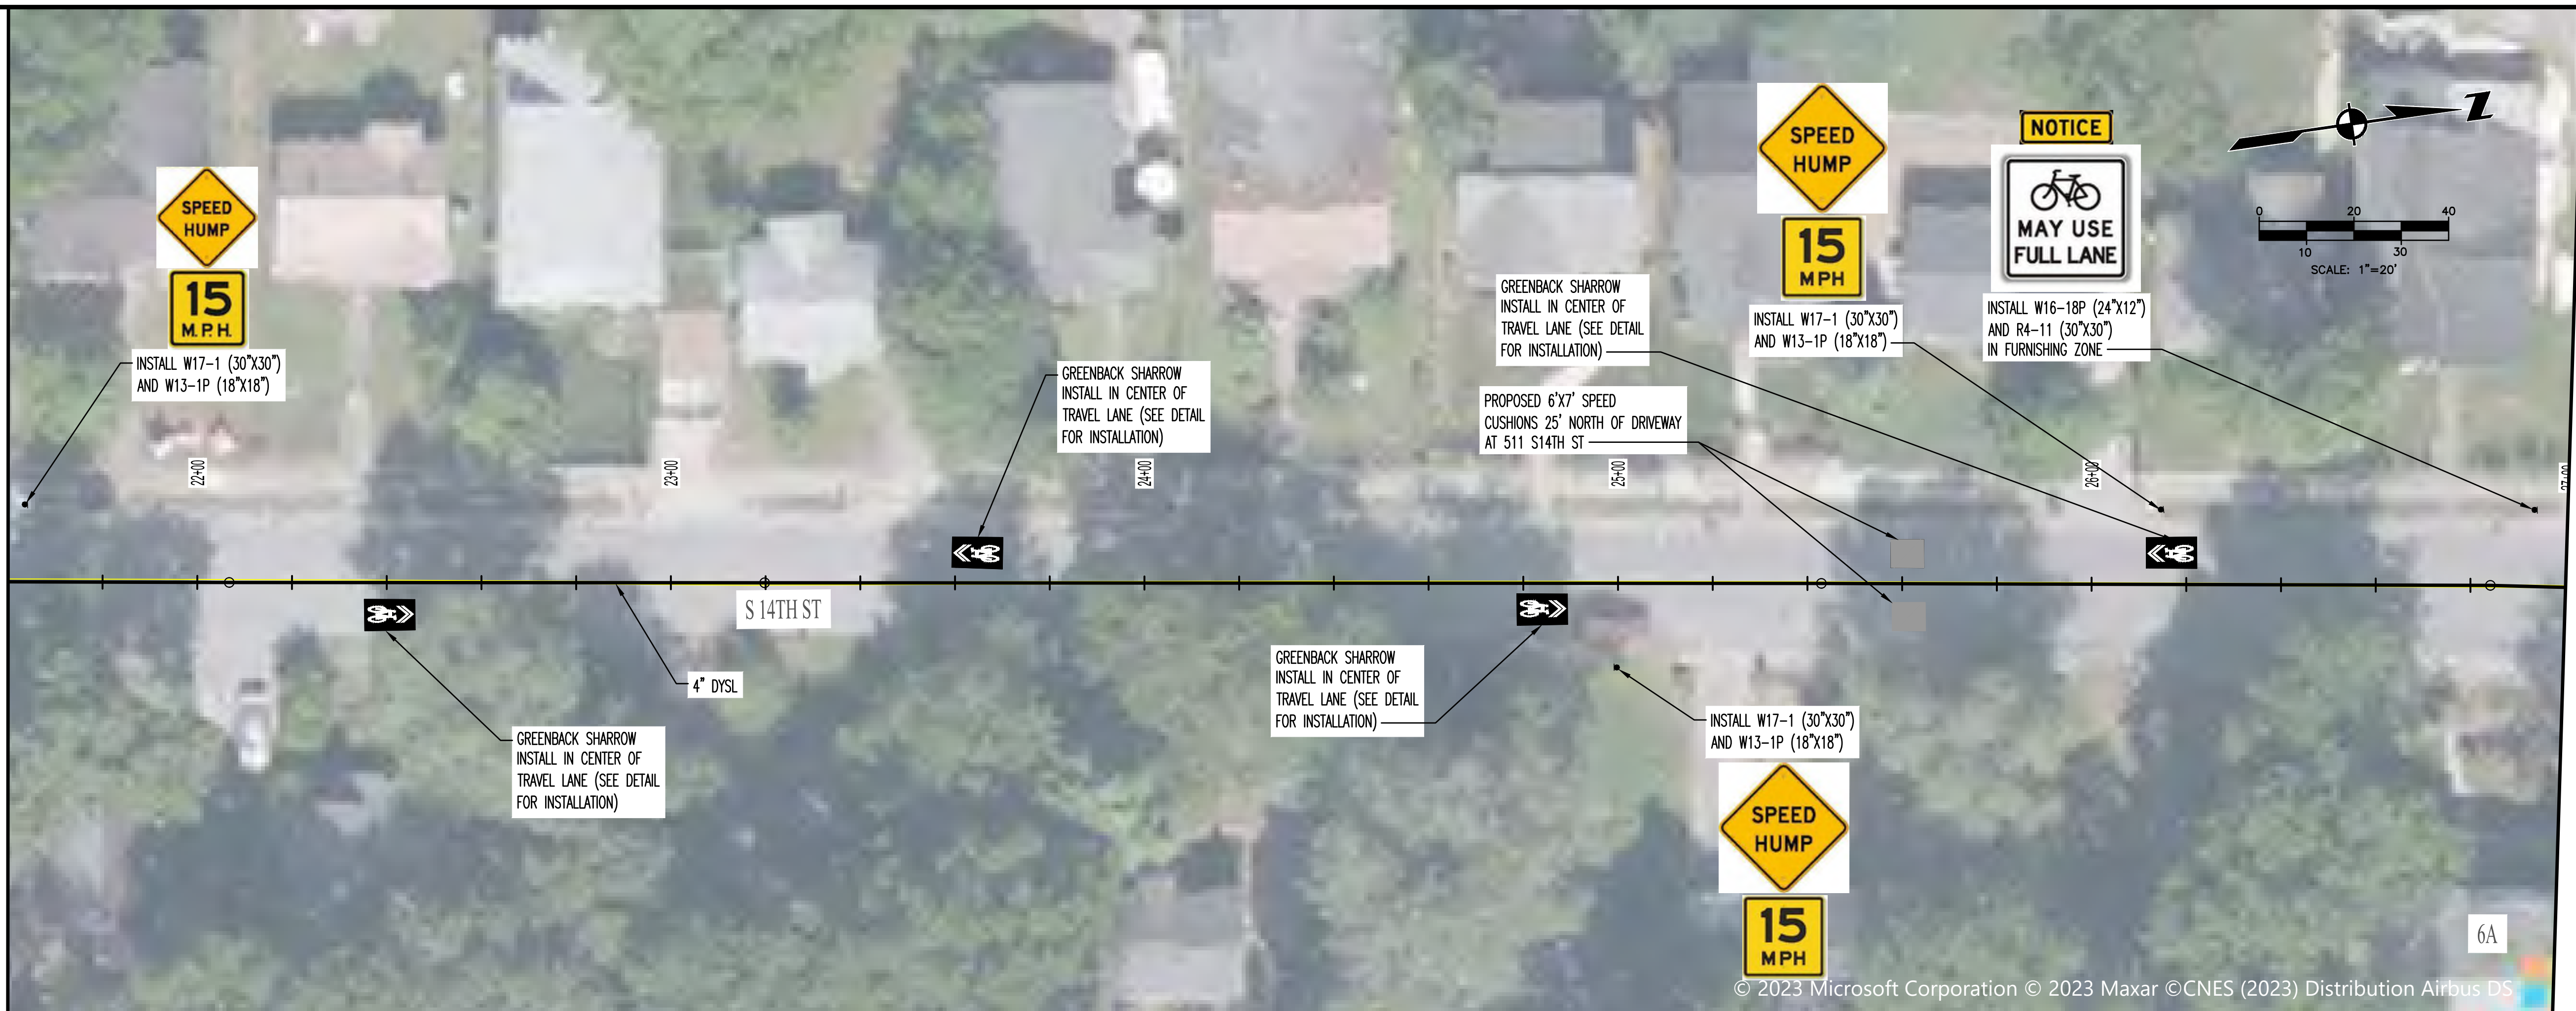 SPEED
HUMP
15
M.P.H.
INSTALL W17-1 (30"X30")
AND W13-1P (18"X18")
GREENBACK SHARROW
INSTALL IN CENTER OF
TRAVEL LANE (SEE DETAIL
FOR INSTALLATION)
GREENBACK SHARROW
INSTALL IN CENTER OF
TRAVEL LANE (SEE DETAIL
FOR INSTALLATION)
PROPOSED 6'X7' SPEED
CUSHIONS 25' NORTH OF DRIVEWAY
AT 511 S14TH ST
SPEED
HUMP
15
MPH
INSTALL W17-1 (30"X30")
AND W13-1P (18"X18")
NOTICE
MAY USE
FULL LANE
INSTALL W16-18P (24"X12")
AND R4-11 (30"X30")
IN FURNISHING ZONE
Z
0 20 40
10 30
SCALE: 1"=20'
22+00
23+00
24+00
25+00
26+00
27+00
S 14TH ST
4" DYSL
GREENBACK SHARROW
INSTALL IN CENTER OF
TRAVEL LANE (SEE DETAIL
FOR INSTALLATION)
GREENBACK SHARROW
INSTALL IN CENTER OF
TRAVEL LANE (SEE DETAIL
FOR INSTALLATION)
INSTALL W17-1 (30"X30")
AND W13-1P (18"X18")
SPEED
HUMP
15
MPH
6A
© 2023 Microsoft Corporation © 2023 Maxar ©CNES (2023) Distribution Airbus DS